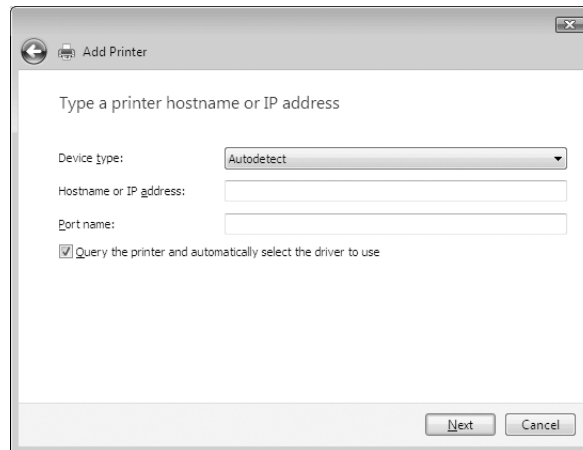 Add Printer
Type a printer hostname or IP address
Device type: Autodetect
Hostname or IP address:
Port name:
Query the printer and automatically select the driver to use
Next Cancel